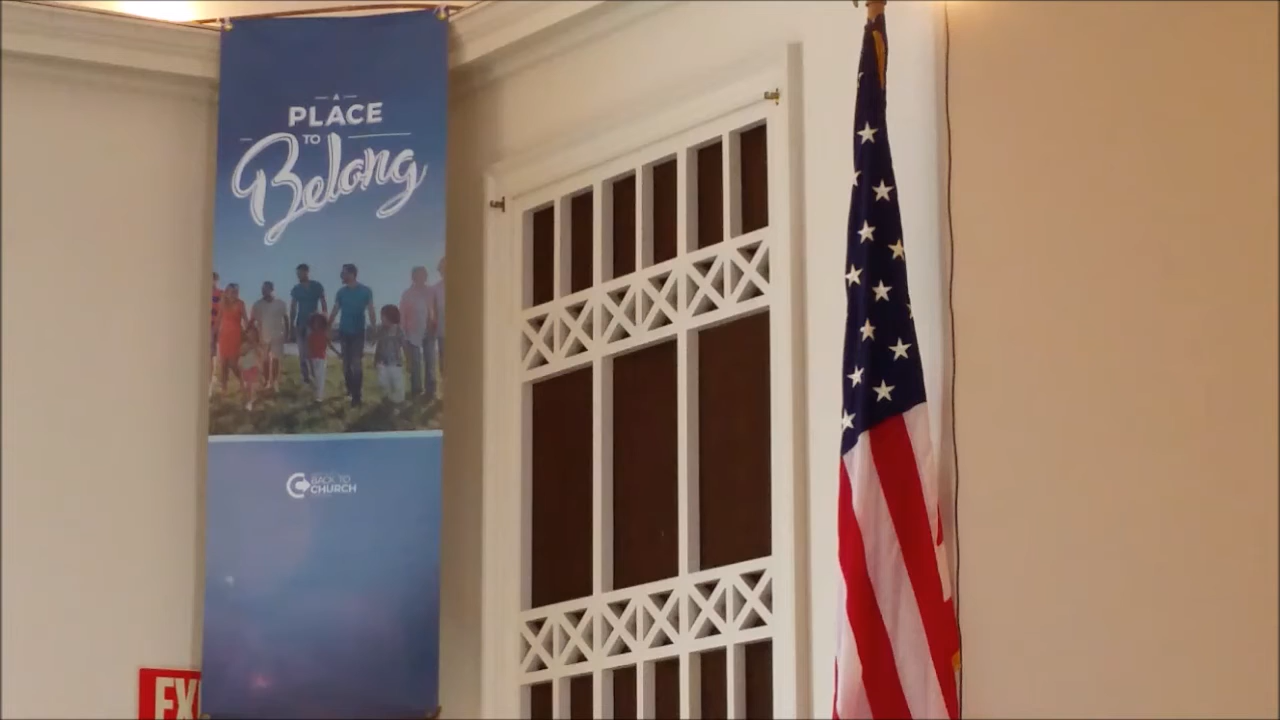 A
PLACE
TO
Belong
BACK TO
CHURCH
EX